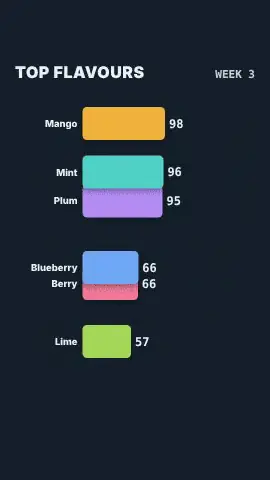 TOP FLAVOURS WEEK 3
Mango 98
Mint 96
Plum 95
Blueberry 66
Berry 66
Lime 57